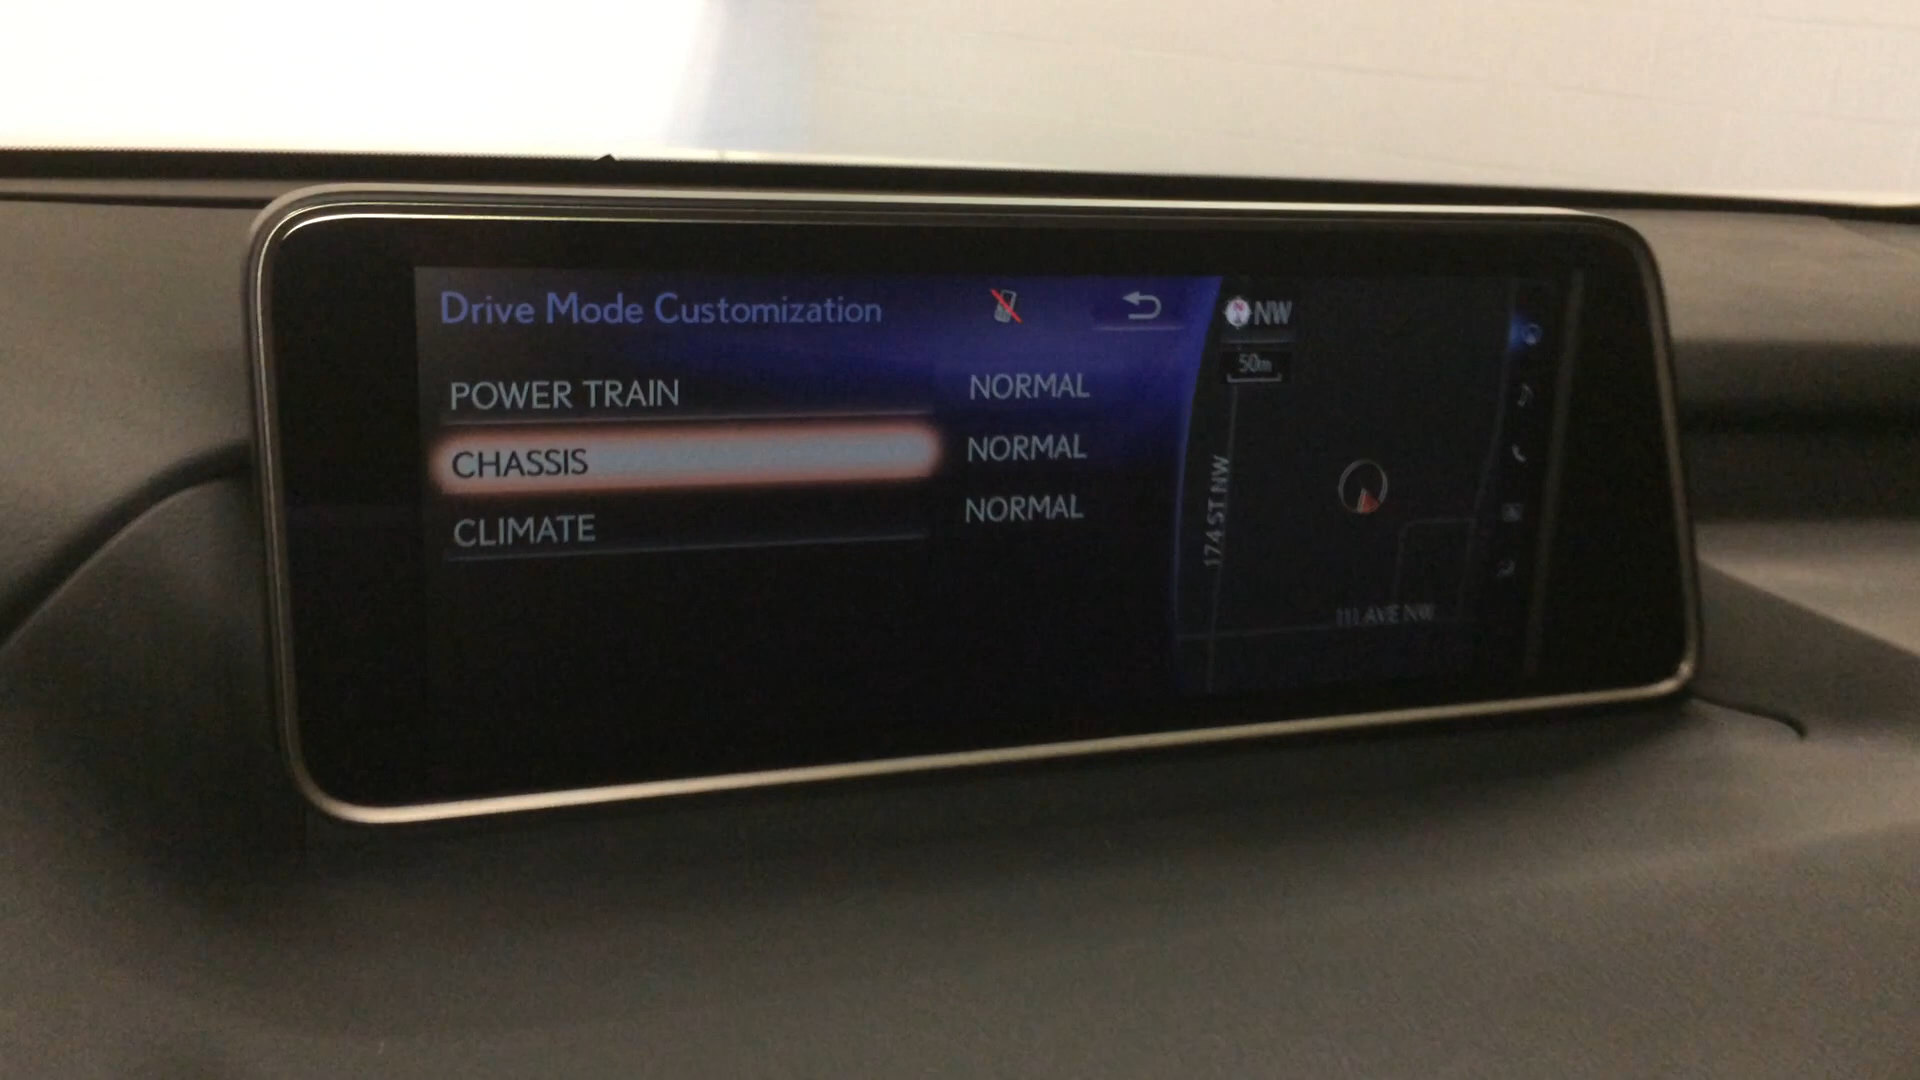 Drive Mode Customization
POWER TRAIN NORMAL
CHASSIS NORMAL
CLIMATE NORMAL
NW
50m
174 ST NW
111 AVE NW